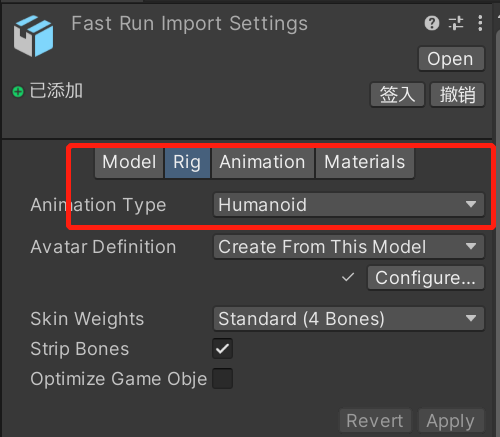 Fast Run Import Settings
Open
已添加
签入 撤销
Model Rig Animation Materials
Animation Type Humanoid
Avatar Definition Create From This Model
Configure...
Skin Weights Standard (4 Bones)
Strip Bones
Optimize Game Obje
Revert Apply